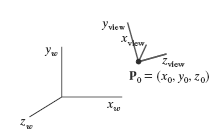 y_view
x_view
y_w
z_view
P_0 = (x_0, y_0, z_0)
x_w
z_w